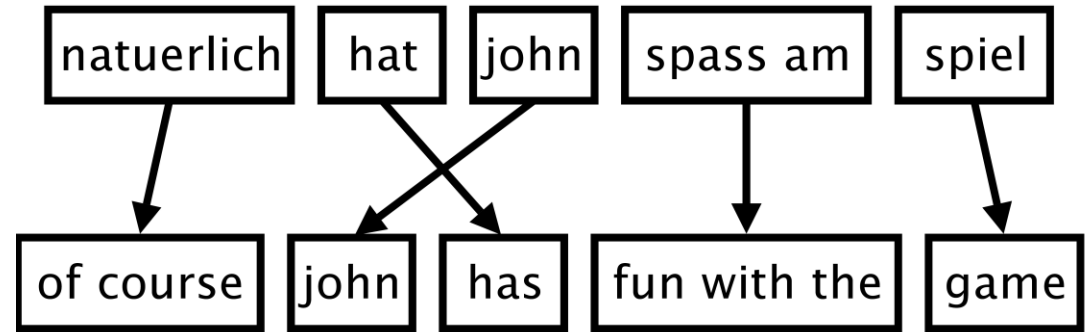 natuerlich hat john spass am spiel
of course john has fun with the game